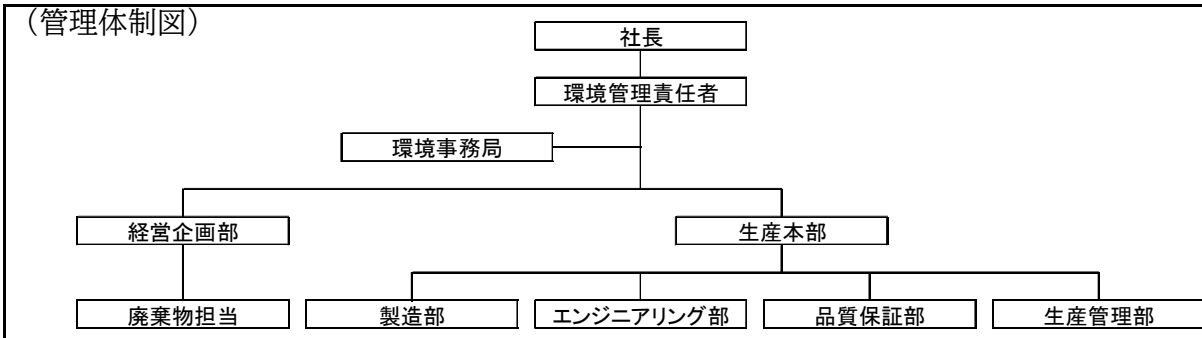 （管理体制図）
社長
環境管理責任者
環境事務局
経営企画部
生産本部
廃棄物担当
製造部
エンジニアリング部
品質保証部
生産管理部